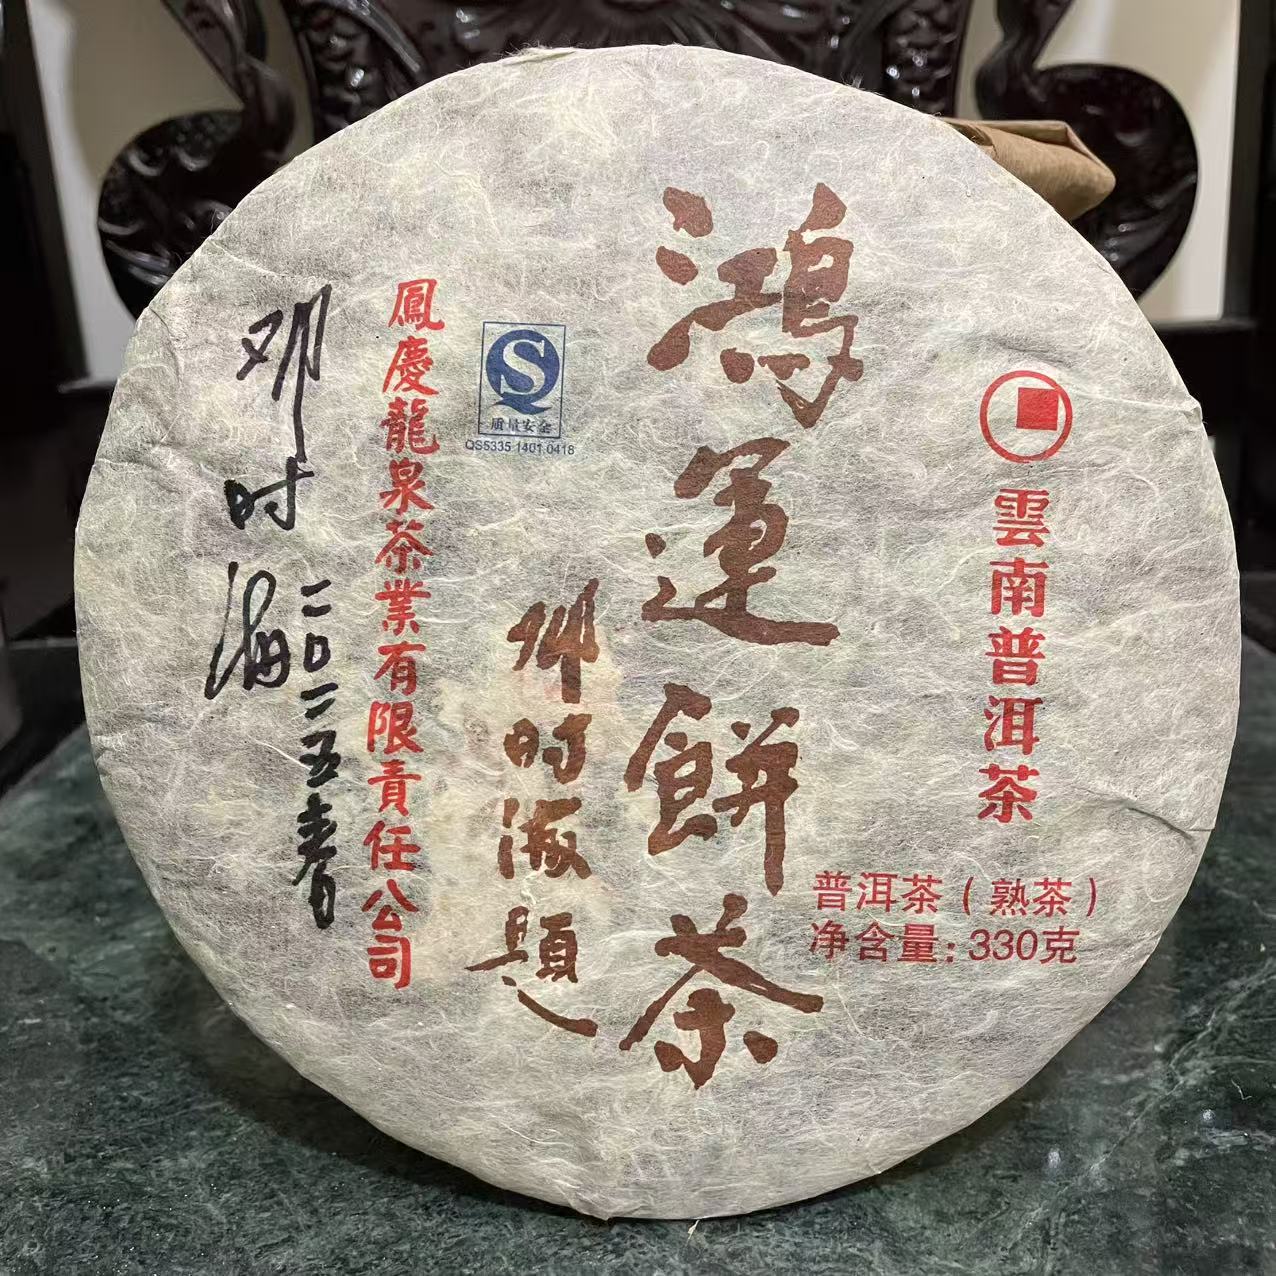 雲南普洱茶
普洱茶（熟茶）
净含量：330克
鴻運餅茶
邓时海题
质量安全
QS5335 1401 0418
鳳慶龍泉茶業有限責任公司
二〇一五春
邓时海